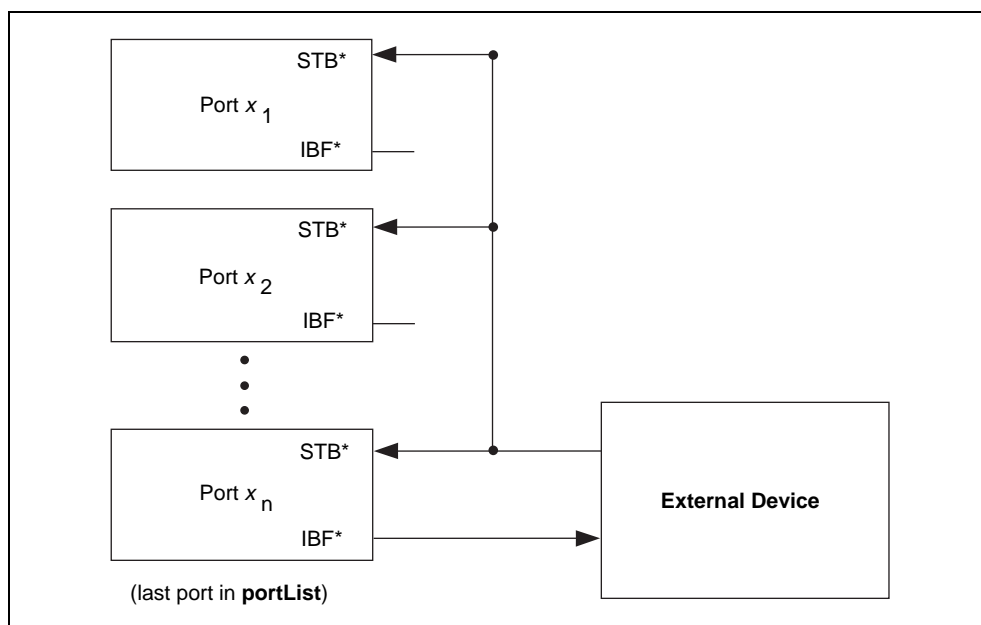 STB*
Port x 1
IBF*
STB*
Port x 2
IBF*
STB*
Port x n
IBF*
External Device
(last port in portList)